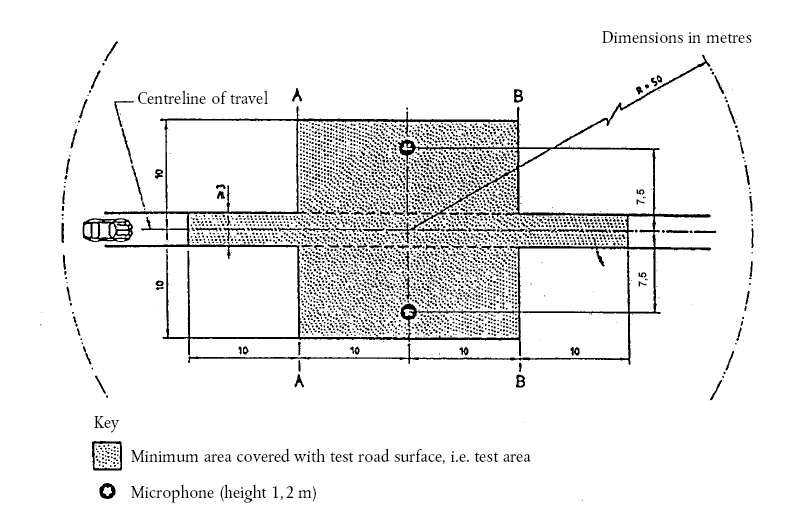 Dimensions in metres
A
B
R = 50
Centreline of travel
10
≥ 3
7,5
10
7,5
10
10
10
10
A
B
Key
Minimum area covered with test road surface, i.e. test area
Microphone (height 1,2 m)